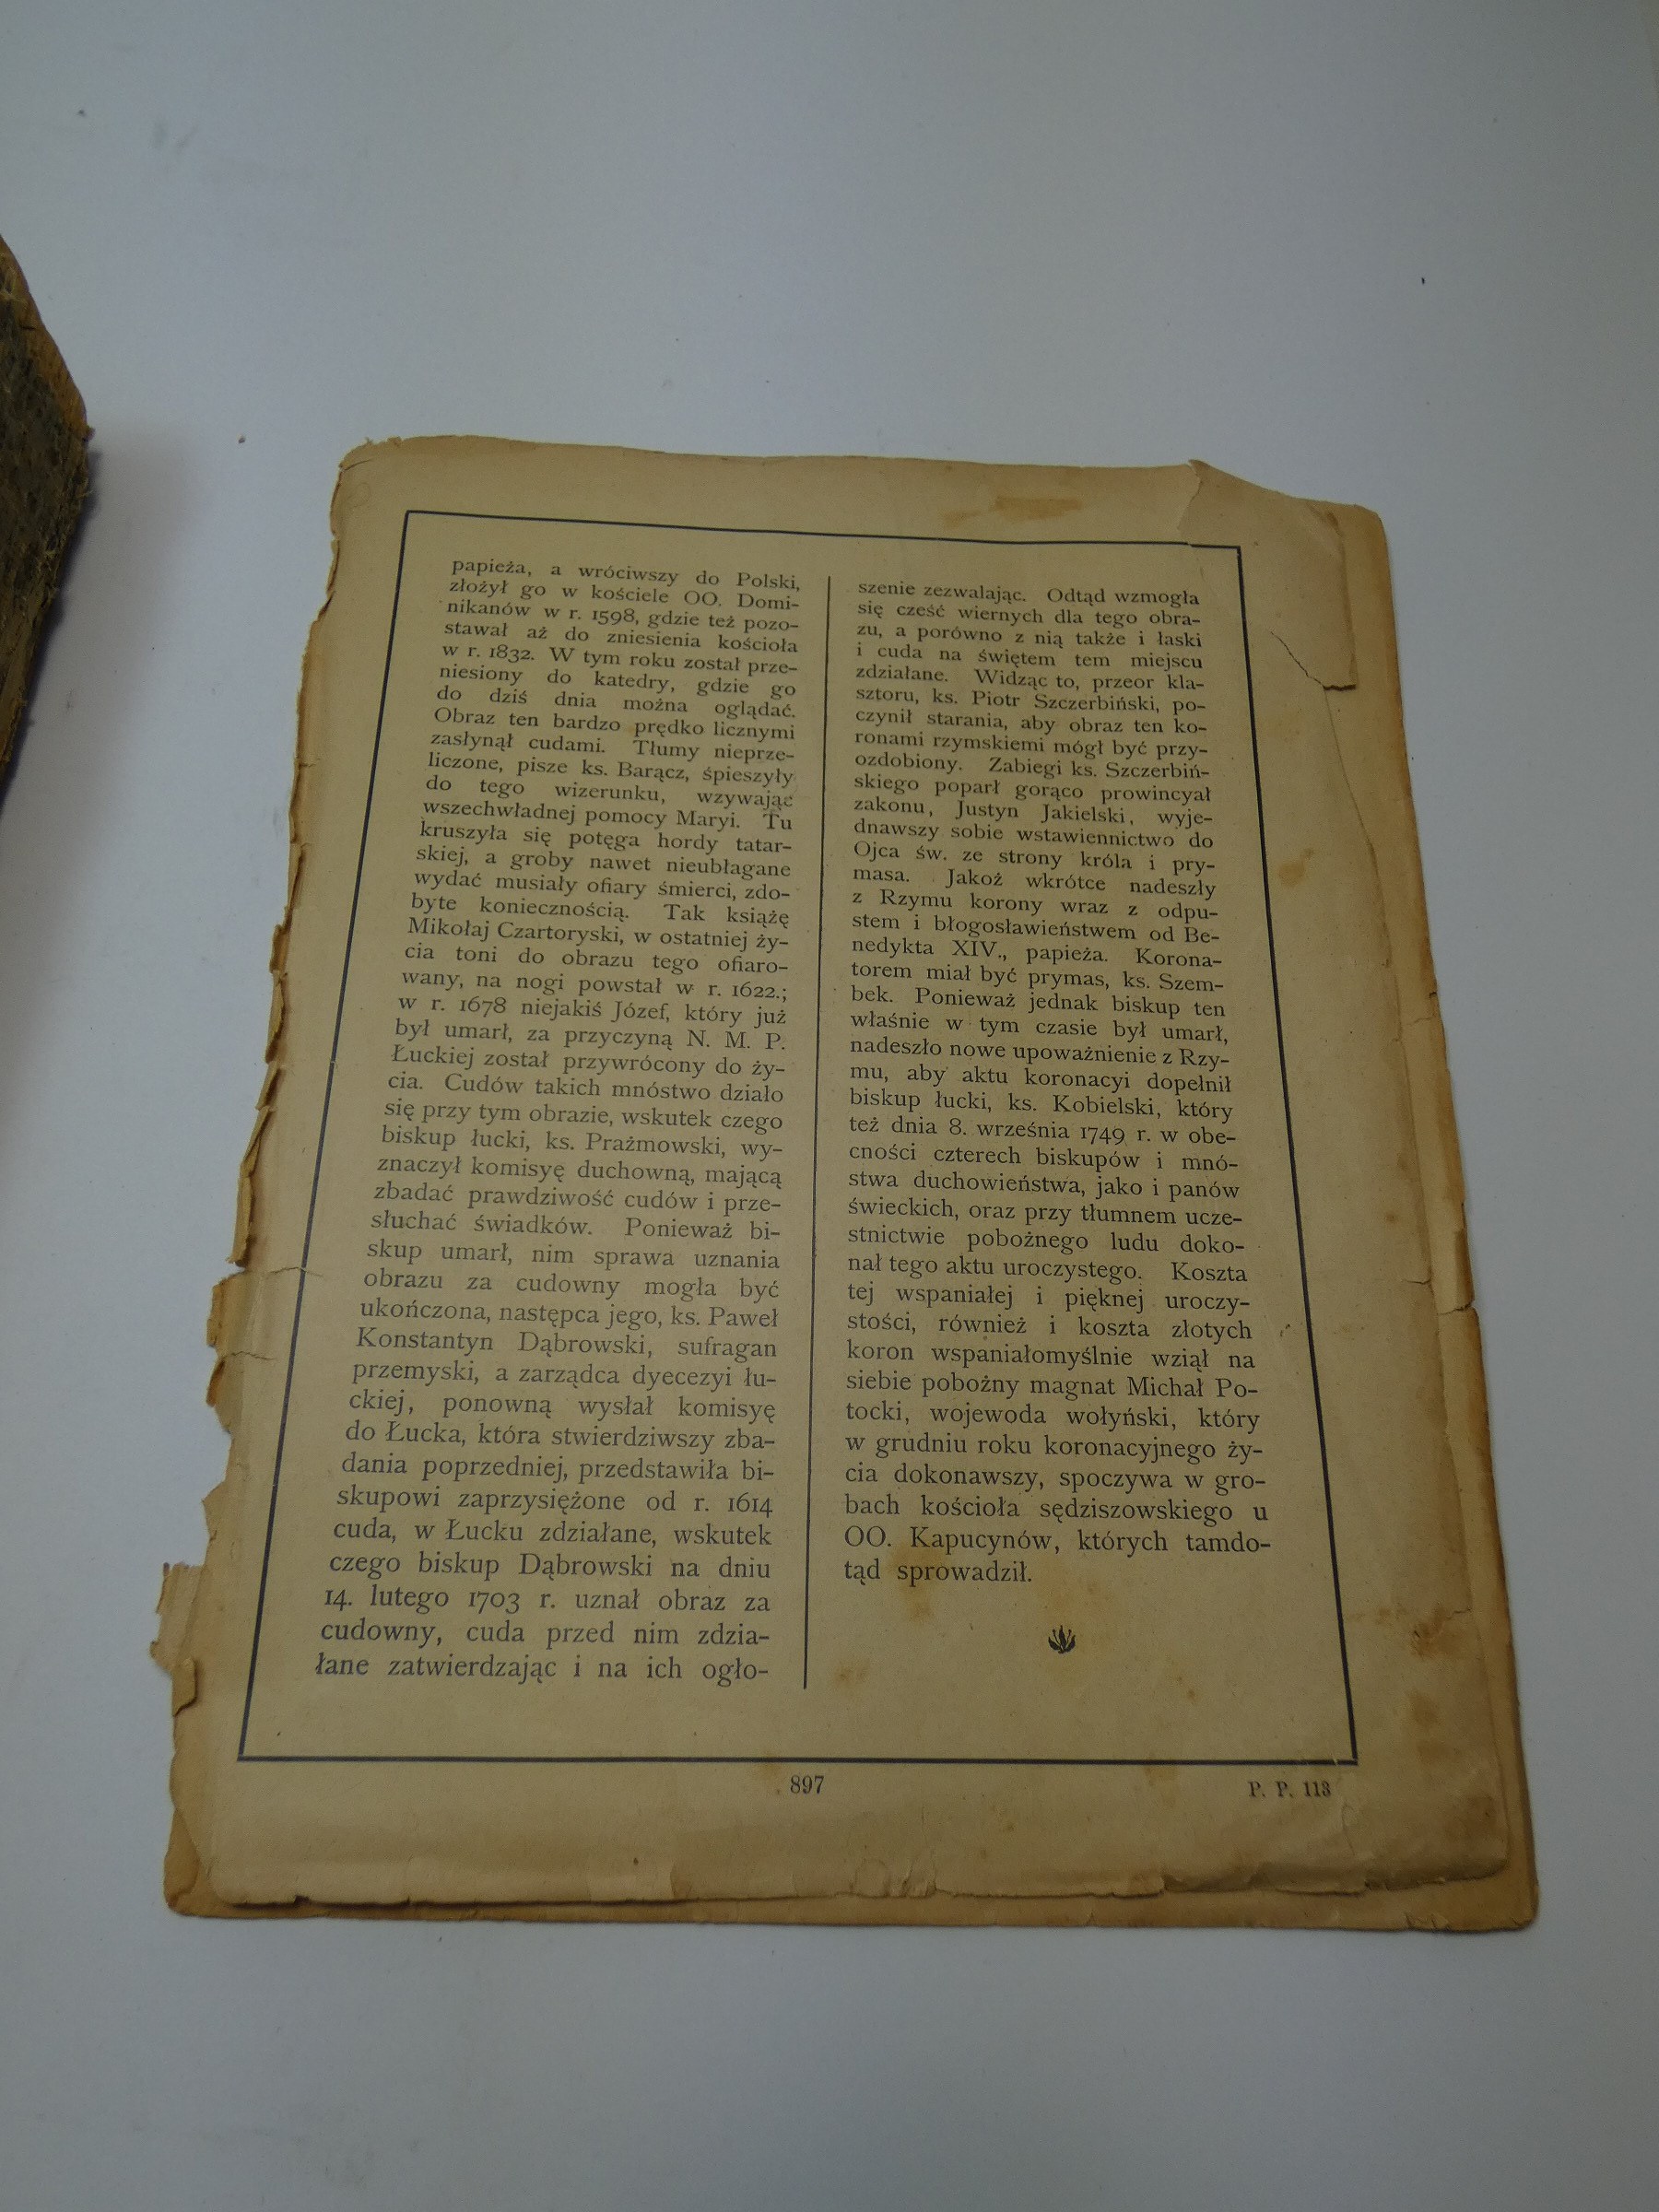 papieża, a wróciwszy do Polski,
złożył go w kościele OO. Domi-
nikanów w r. 1598, gdzie też pozo-
stawał aż do zniesienia kościoła
w r. 1832. W tym roku został prze-
niesiony do katedry, gdzie go
do dziś dnia można oglądać.
Obraz ten bardzo prędko licznymi
zasłynął cudami. Tłumy nieprze-
liczone, pisze ks. Barącz, śpieszyły
do tego wizerunku, wzywając
wszechwładnej pomocy Maryi. Tu
kruszyła się potęga hordy tatar-
skiej, a groby nawet nieubłagane
wydać musiały ofiary śmierci, zdo-
byte koniecznością. Tak książę
Mikołaj Czartoryski, w ostatniej ży-
cia toni do obrazu tego ofiaro-
wany, na nogi powstał w r. 1622.;
w r. 1678 niejakiś Józef, który już
był umarł, za przyczyną N. M. P.
Łuckiej został przywrócony do ży-
cia. Cudów takich mnóstwo działo
się przy tym obrazie, wskutek czego
biskup łucki, ks. Prażmowski, wy-
znaczył komisyę duchowną, mającą
zbadać prawdziwość cudów i prze-
słuchać świadków. Ponieważ bi-
skup umarł, nim sprawa uznania
obrazu za cudowny mogła być
ukończona, następca jego, ks. Paweł
Konstantyn Dąbrowski, sufragan
przemyski, a zarządca dyecezyi łu-
ckiej, ponowną wysłał komisyę
do Łucka, która stwierdziwszy zba-
dania poprzedniej, przedstawiła bi-
skupowi zaprzysiężone od r. 1614
cuda, w Łucku zdziałane, wskutek
czego biskup Dąbrowski na dniu
14. lutego 1703 r. uznał obraz za
cudowny, cuda przed nim zdzia-
łane zatwierdzając i na ich ogło-
szenie zezwalając. Odtąd wzmogła
się cześć wiernych dla tego obra-
zu, a porówno z nią także i łaski
i cuda na świętem tem miejscu
zdziałane. Widząc to, przeor kla-
sztoru, ks. Piotr Szczerbiński, po-
czynił starania, aby obraz ten ko-
ronami rzymskiemi mógł być przy-
ozdobiony. Zabiegi ks. Szczerbiń-
skiego poparł gorąco prowincyał
zakonu, Justyn Jakielski, wyje-
dnawszy sobie wstawiennictwo do
Ojca św. ze strony króla i pry-
masa. Jakoż wkrótce nadeszły
z Rzymu korony wraz z odpu-
stem i błogosławieństwem od Be-
nedykta XIV., papieża. Korona-
torem miał być prymas, ks. Szem-
bek. Ponieważ jednak biskup ten
właśnie w tym czasie był umarł,
nadeszło nowe upoważnienie z Rzy-
mu, aby aktu koronacyi dopełnił
biskup łucki, ks. Kobielski, który
też dnia 8. września 1749 r. w obe-
cności czterech biskupów i mnó-
stwa duchowieństwa, jako i panów
świeckich, oraz przy tłumnem ucze-
stnictwie pobożnego ludu doko-
nał tego aktu uroczystego. Koszta
tej wspaniałej i pięknej uroczy-
stości, również i koszta złotych
koron wspaniałomyślnie wziął na
siebie pobożny magnat Michał Po-
tocki, wojewoda wołyński, który
w grudniu roku koronacyjnego ży-
cia dokonawszy, spoczywa w gro-
bach kościoła sędziszowskiego u
OO. Kapucynów, których tamdo-
tąd sprowadził.
897
P. P. 113